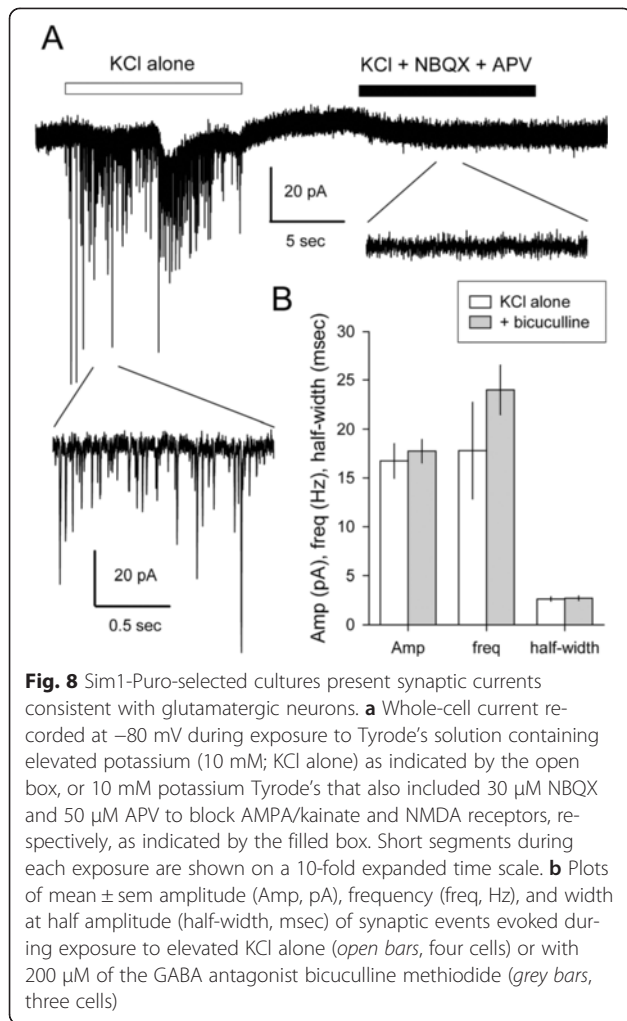 A
KCl alone
KCl + NBQX + APV
20 pA
5 sec
B
KCl alone
+ bicuculline
Amp (pA), freq (Hz), half-width (msec)
30
25
20
15
10
5
0
Amp freq half-width
20 pA
0.5 sec
Fig. 8 Sim1-Puro-selected cultures present synaptic currents
consistent with glutamatergic neurons. a Whole-cell current re-
corded at −80 mV during exposure to Tyrode's solution containing
elevated potassium (10 mM; KCl alone) as indicated by the open
box, or 10 mM potassium Tyrode's that also included 30 μM NBQX
and 50 μM APV to block AMPA/kainate and NMDA receptors, re-
spectively, as indicated by the filled box. Short segments during
each exposure are shown on a 10-fold expanded time scale. b Plots
of mean ± sem amplitude (Amp, pA), frequency (freq, Hz), and width
at half amplitude (half-width, msec) of synaptic events evoked dur-
ing exposure to elevated KCl alone (open bars, four cells) or with
200 μM of the GABA antagonist bicuculline methiodide (grey bars,
three cells)